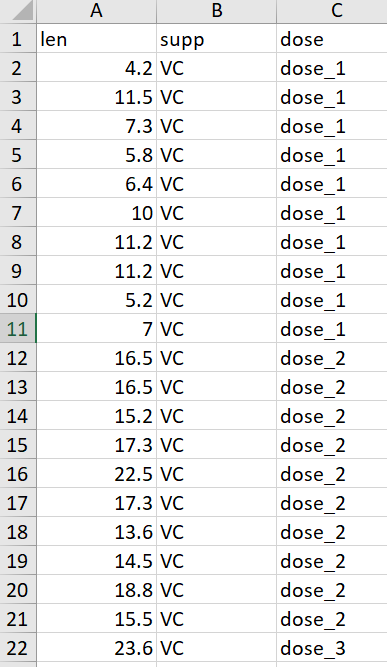 A B C
1 len supp dose
2 4.2 VC dose_1
3 11.5 VC dose_1
4 7.3 VC dose_1
5 5.8 VC dose_1
6 6.4 VC dose_1
7 10 VC dose_1
8 11.2 VC dose_1
9 11.2 VC dose_1
10 5.2 VC dose_1
11 7 VC dose_1
12 16.5 VC dose_2
13 16.5 VC dose_2
14 15.2 VC dose_2
15 17.3 VC dose_2
16 22.5 VC dose_2
17 17.3 VC dose_2
18 13.6 VC dose_2
19 14.5 VC dose_2
20 18.8 VC dose_2
21 15.5 VC dose_2
22 23.6 VC dose_3